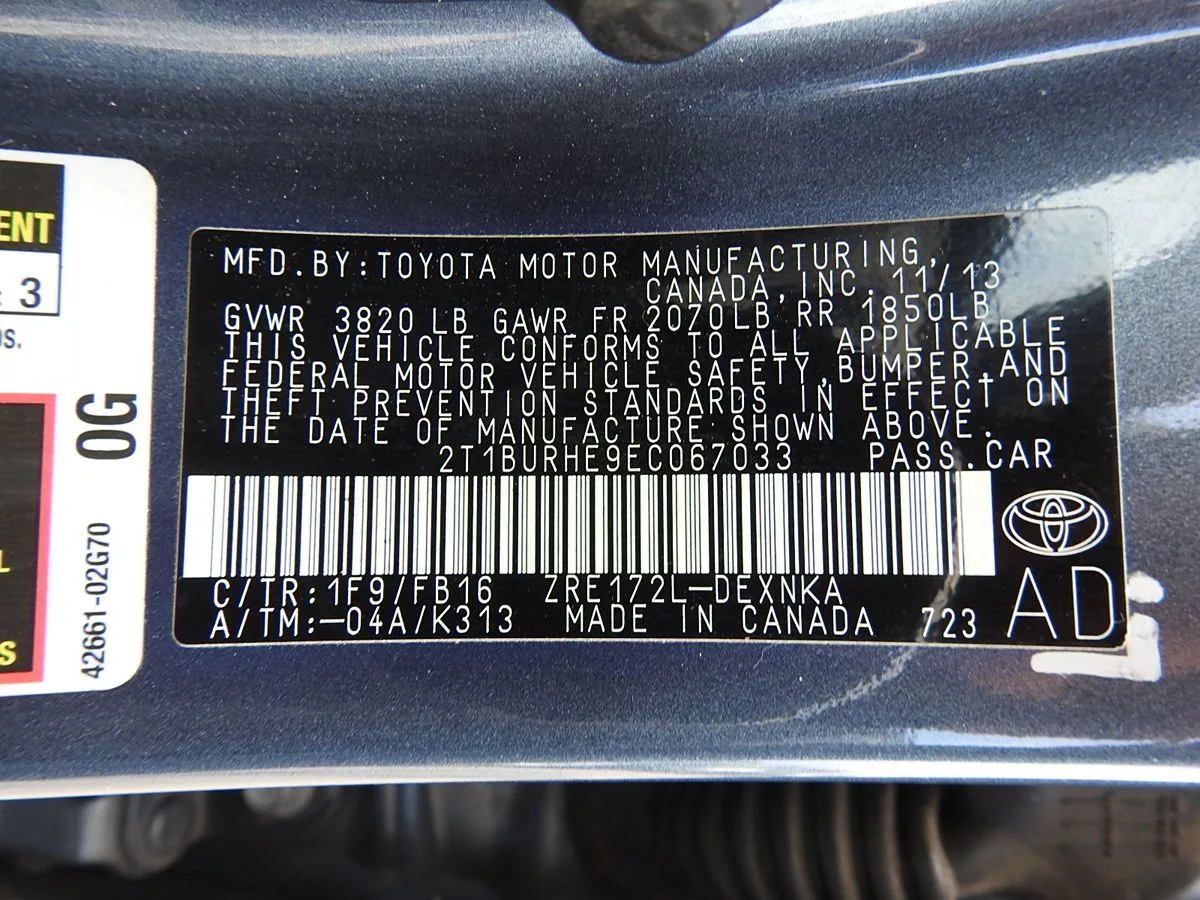 ENT
: 3
OS.
L
S
0G
42661-02G70
MFD.BY:TOYOTA MOTOR MANUFACTURING,
CANADA,INC.11/13
GVWR 3820LB GAWR FR 2070LB RR 1850LB
THIS VEHICLE CONFORMS TO ALL APPLICABLE
FEDERAL MOTOR VEHICLE SAFETY,BUMPER,AND
THEFT PREVENTION STANDARDS IN EFFECT ON
THE DATE OF MANUFACTURE SHOWN ABOVE.
2T1BURHE9EC067033 PASS.CAR
C/TR:1F9/FB16 ZRE172L-DEXNKA
A/TM:-04A/K313 MADE IN CANADA 723
AD